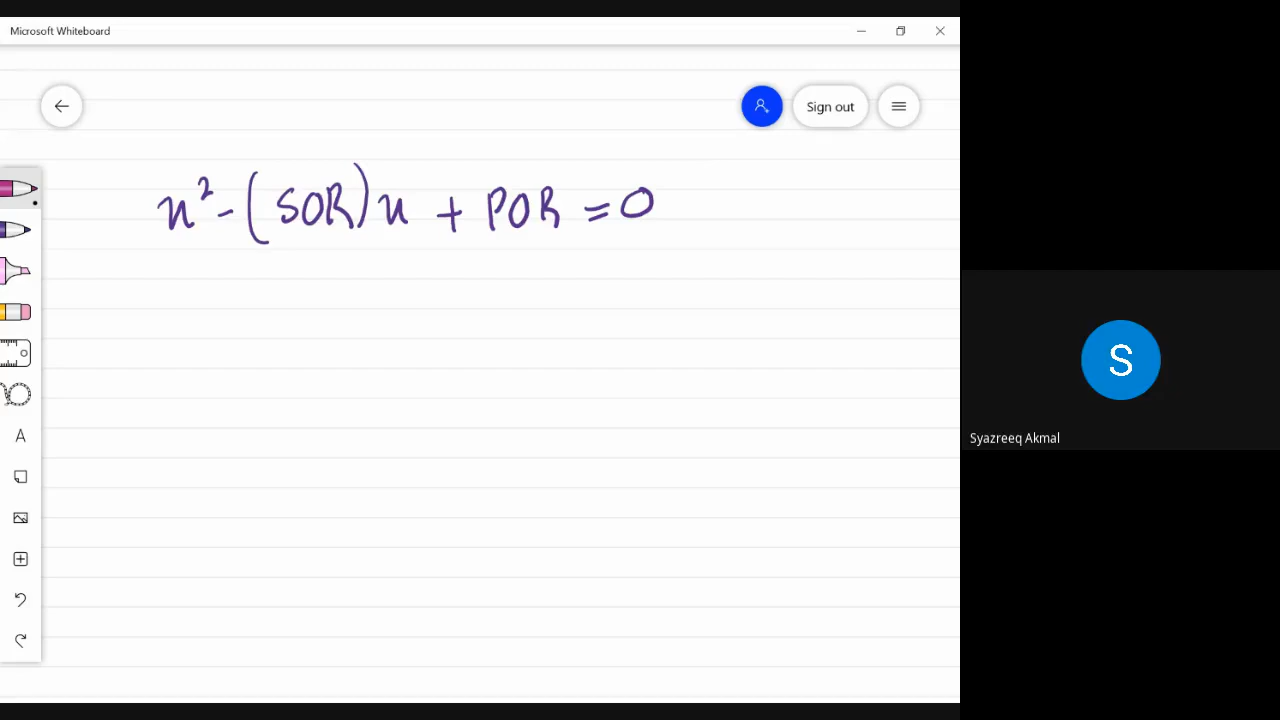 Microsoft Whiteboard
Sign out
x² - (SOR)x + POR = 0
A
S
Syazreeq Akmal